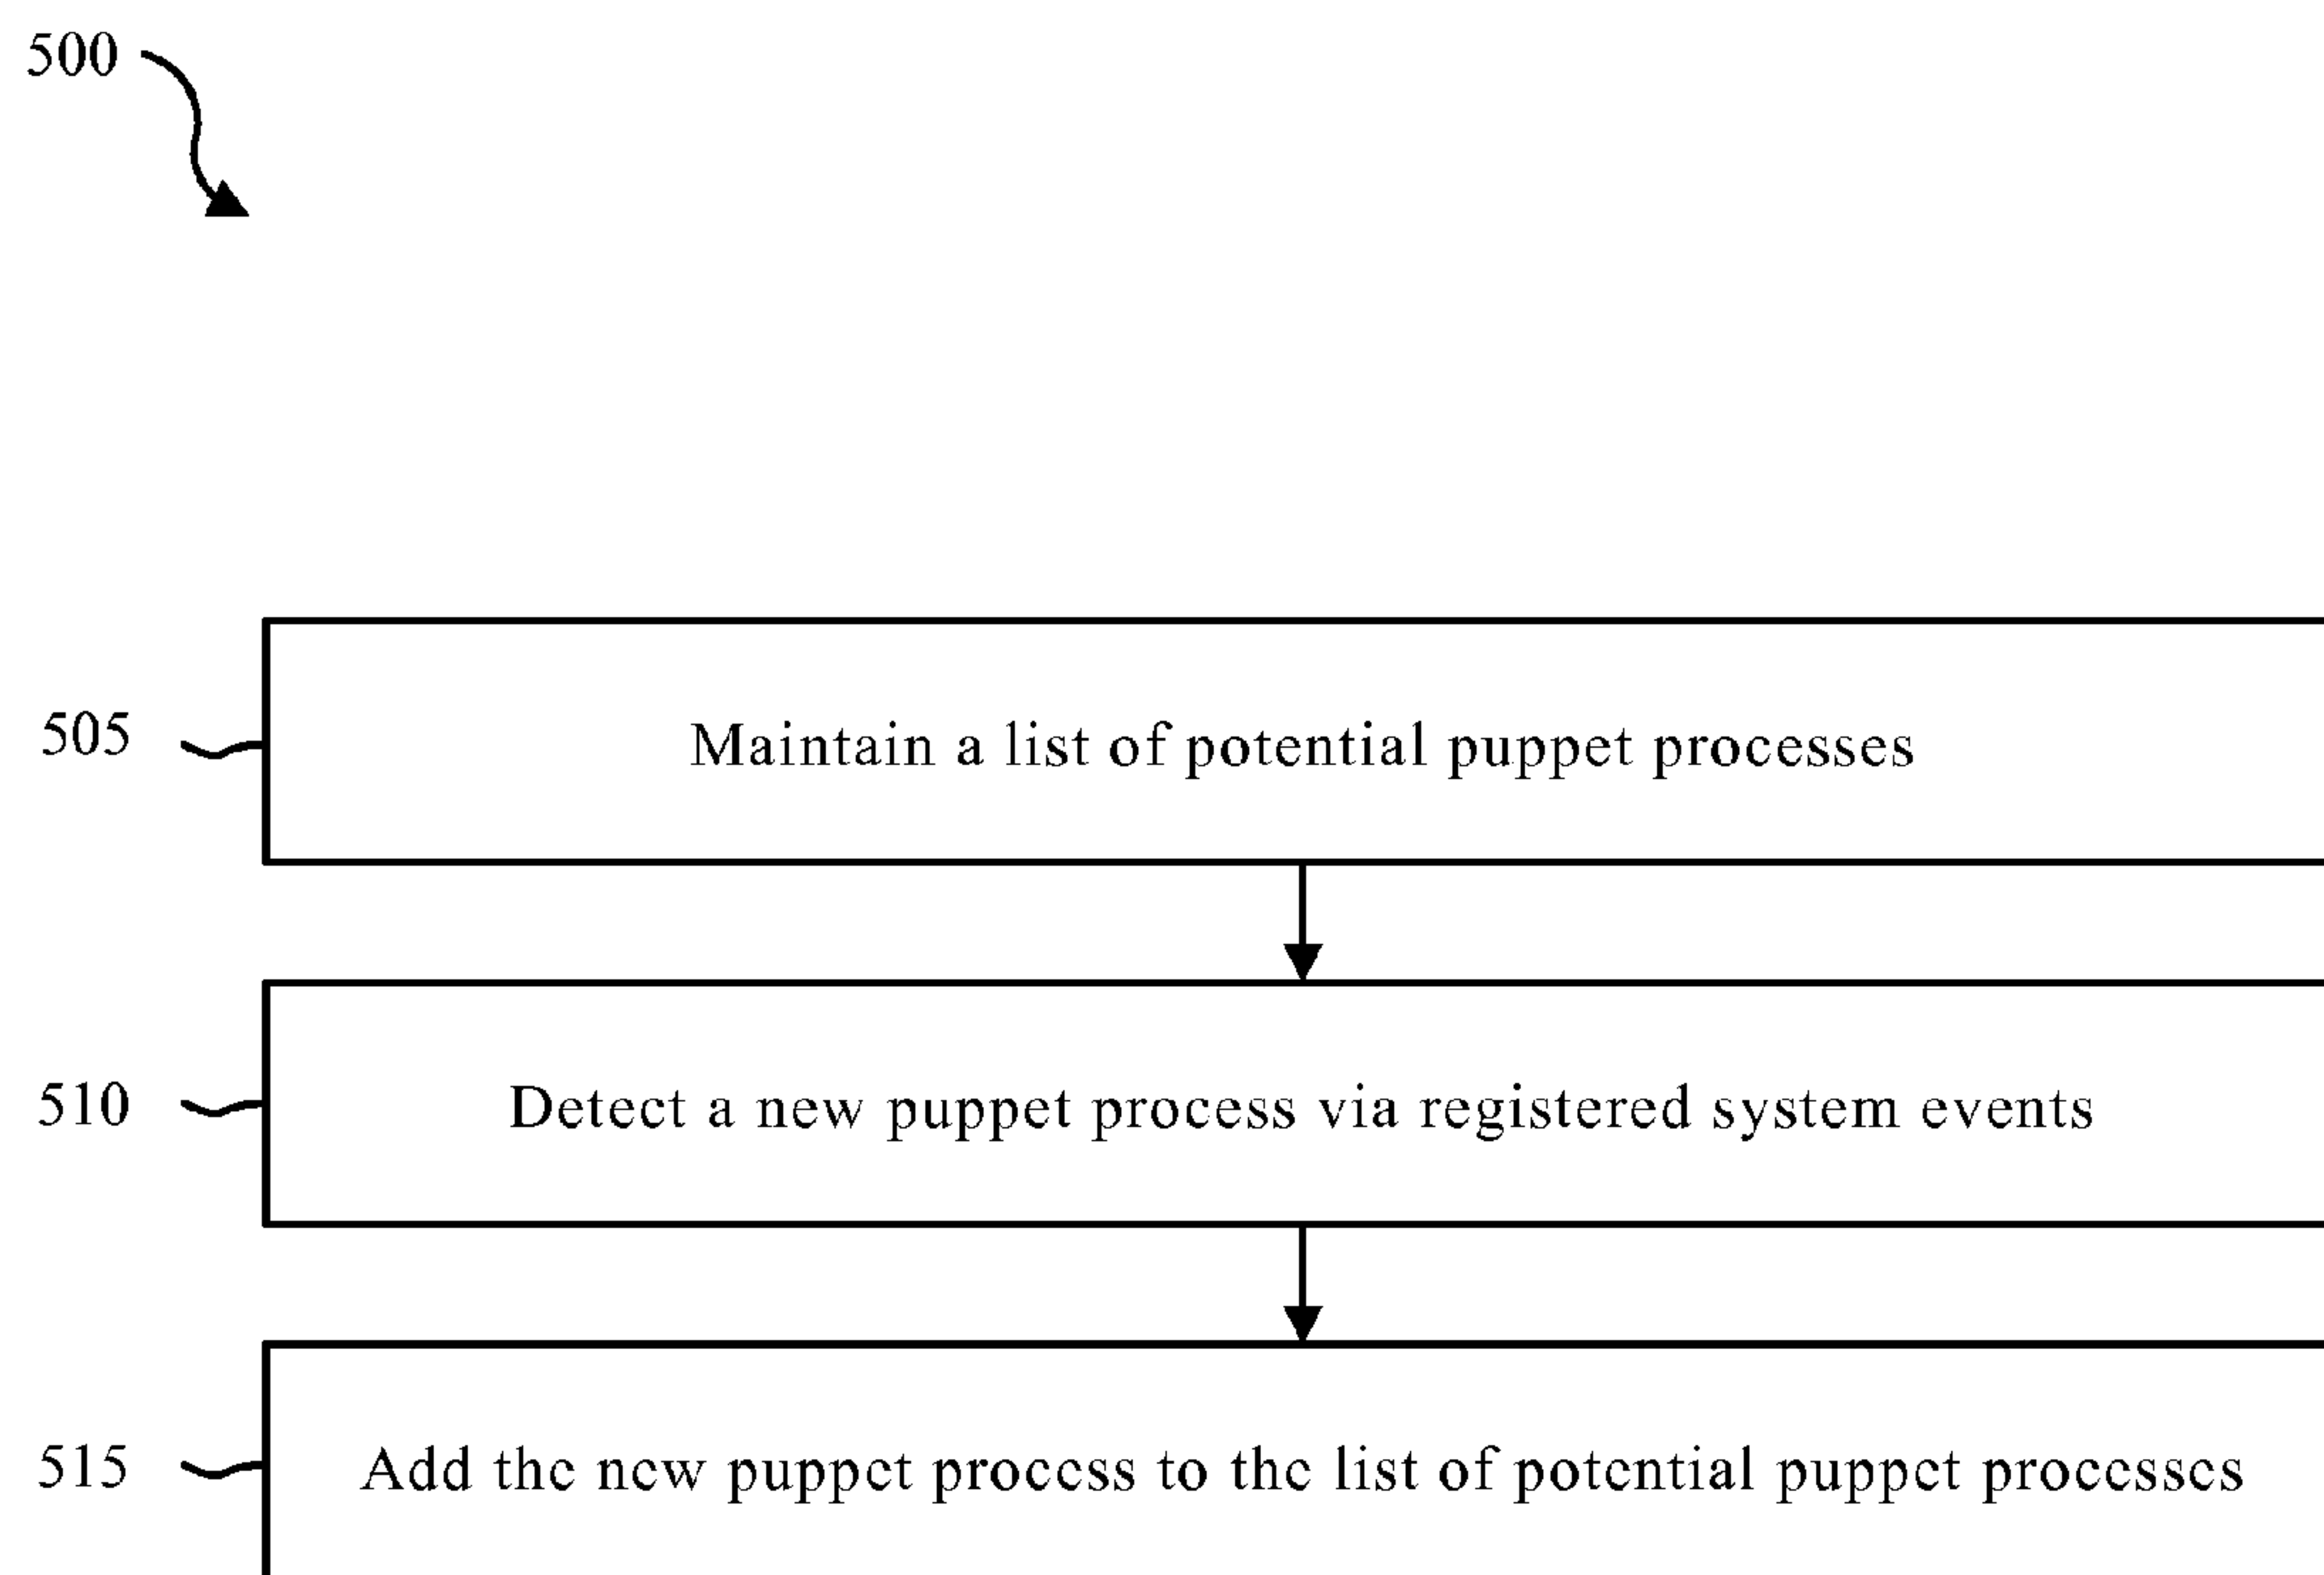 500
505
Maintain a list of potential puppet processes
510
Detect a new puppet process via registered system events
515
Add the new puppet process to the list of potential puppet processes